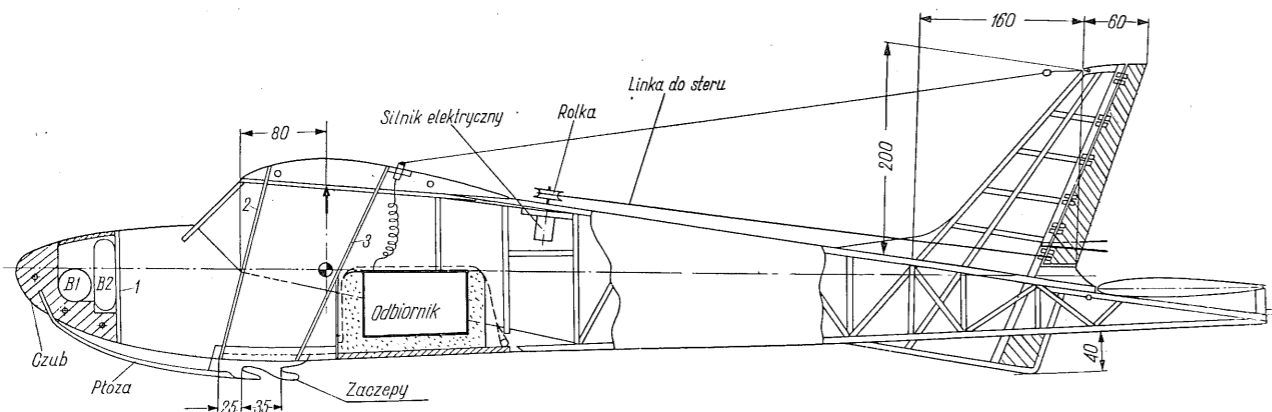 160
60
200
Linka do steru
Silnik elektryczny
Rolka
80
2
3
B1
B2
1
Odbiornik
Czub
Płoza
Zaczepy
25
35
40